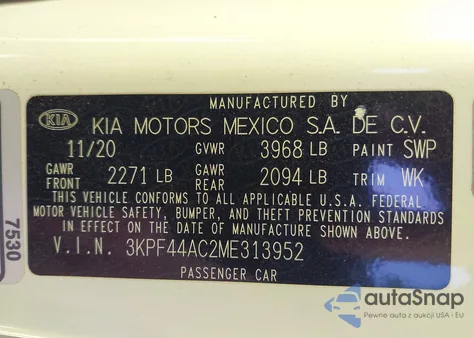 MANUFACTURED BY
KIA KIA MOTORS MEXICO S.A. DE C.V.
11/20 GVWR 3968 LB PAINT SWP
GAWR FRONT 2271 LB GAWR REAR 2094 LB TRIM WK
THIS VEHICLE CONFORMS TO ALL APPLICABLE U.S.A. FEDERAL
MOTOR VEHICLE SAFETY, BUMPER, AND THEFT PREVENTION STANDARDS
IN EFFECT ON THE DATE OF MANUFACTURE SHOWN ABOVE.
V.I.N. 3KPF44AC2ME313952
PASSENGER CAR
7530
autoSnap
Pewne auta z aukcji USA i EU